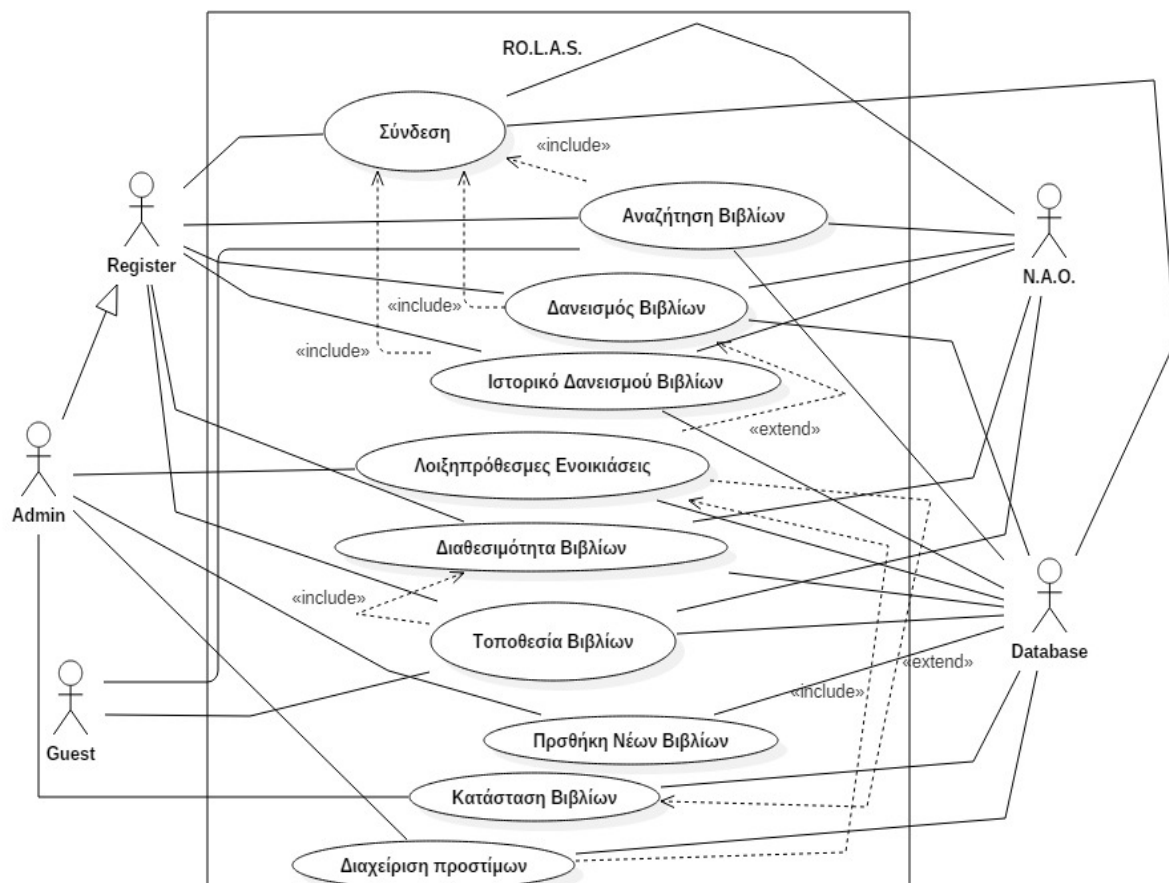 RO.L.A.S.
Σύνδεση
«include»
Αναζήτηση Βιβλίων
Register
N.A.O.
Δανεισμός Βιβλίων
«include»
«include»
Ιστορικό Δανεισμού Βιβλίων
«extend»
Λοιξηπρόθεσμες Ενοικιάσεις
Admin
Διαθεσιμότητα Βιβλίων
«include»
Τοποθεσία Βιβλίων
Database
«extend»
«include»
Guest
Πρσθήκη Νέων Βιβλίων
Κατάσταση Βιβλίων
Διαχείριση προστίμων